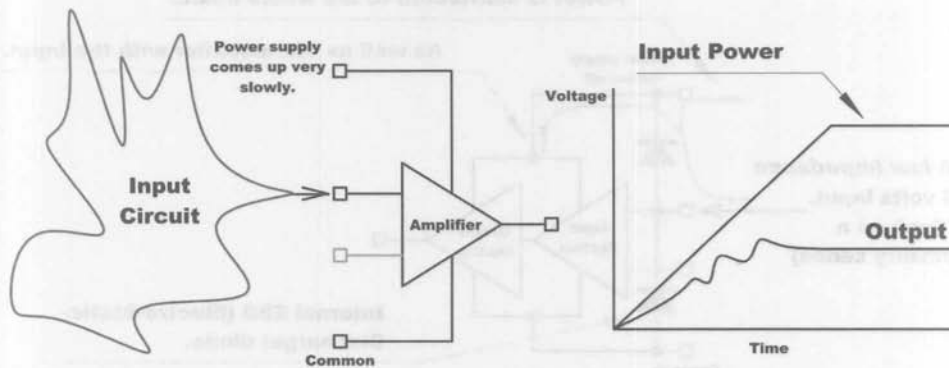 Power supply
comes up very
slowly.
Input
Circuit
Amplifier
Common
Input Power
Voltage
Output
Time